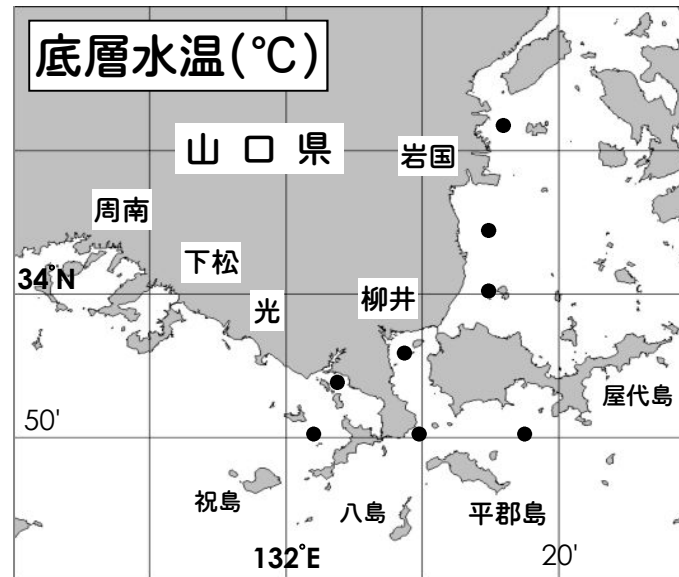 底層水温(℃)
山口県
岩国
周南
下松
34°N
光
柳井
屋代島
50'
祝島
八島
平郡島
132°E
20'